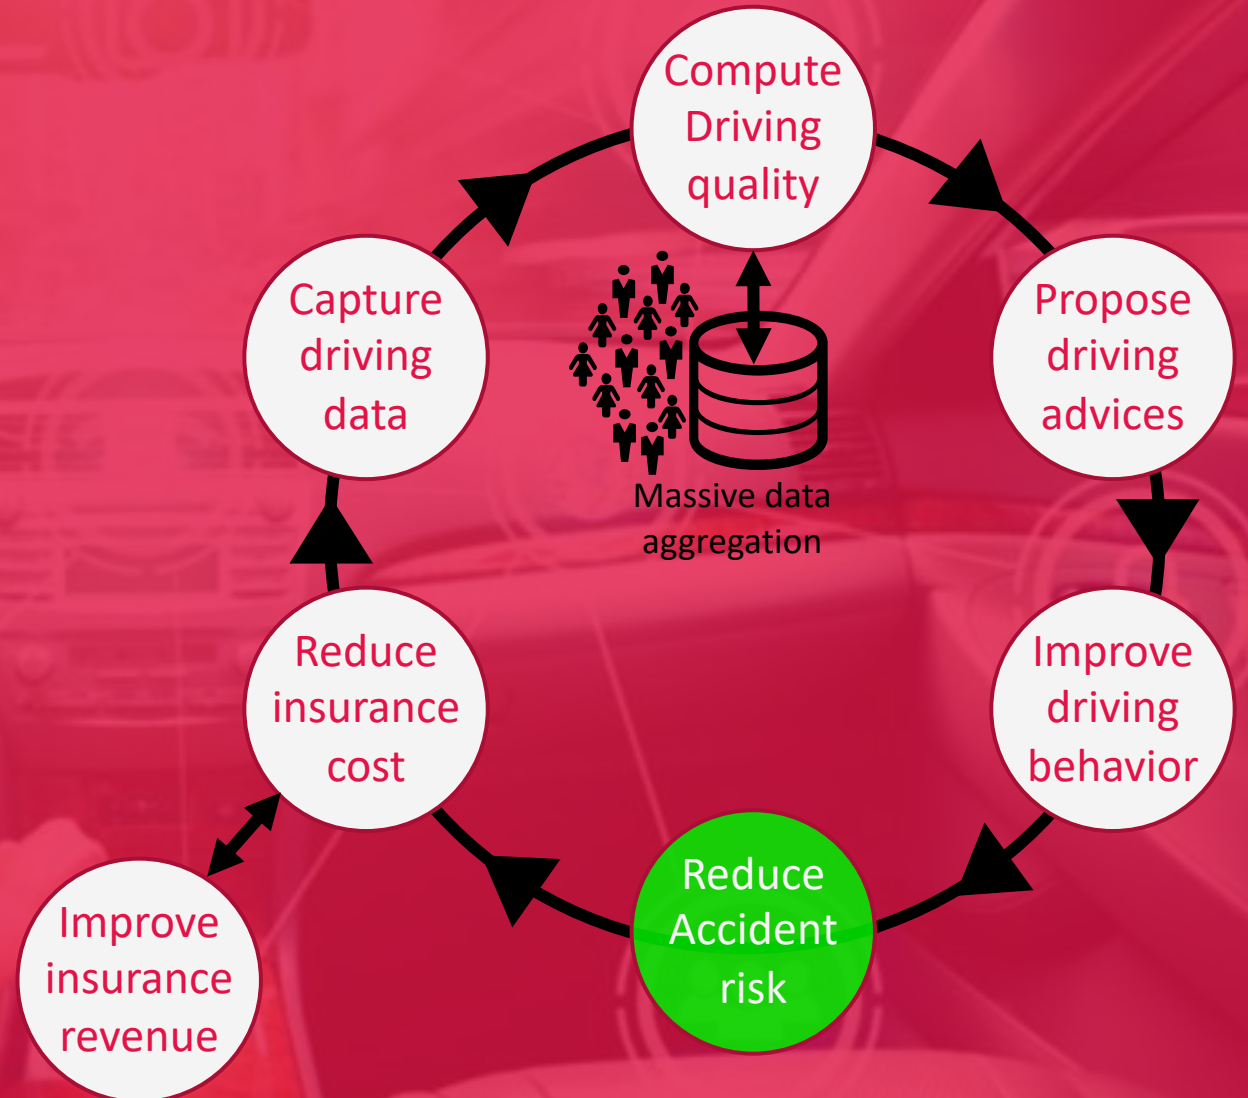 Compute
Driving
quality
Capture
driving
data
Propose
driving
advices
Massive data
aggregation
Reduce
insurance
cost
Improve
driving
behavior
Reduce
Accident
risk
Improve
insurance
revenue